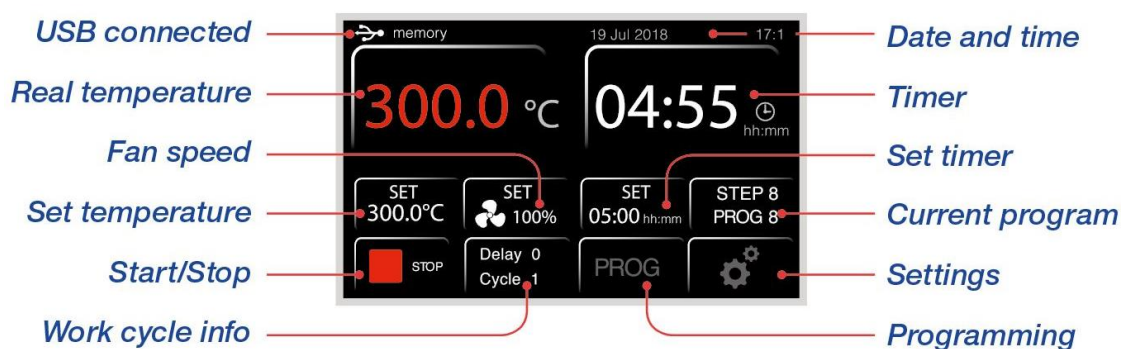 USB connected
Real temperature
Fan speed
Set temperature
Start/Stop
Work cycle info
memory
19 Jul 2018
17:1
300.0 °C
04:55
hh:mm
SET
300.0°C
SET
100%
SET
05:00 hh:mm
STEP 8
PROG 8
STOP
Delay 0
Cycle 1
PROG
Date and time
Timer
Set timer
Current program
Settings
Programming